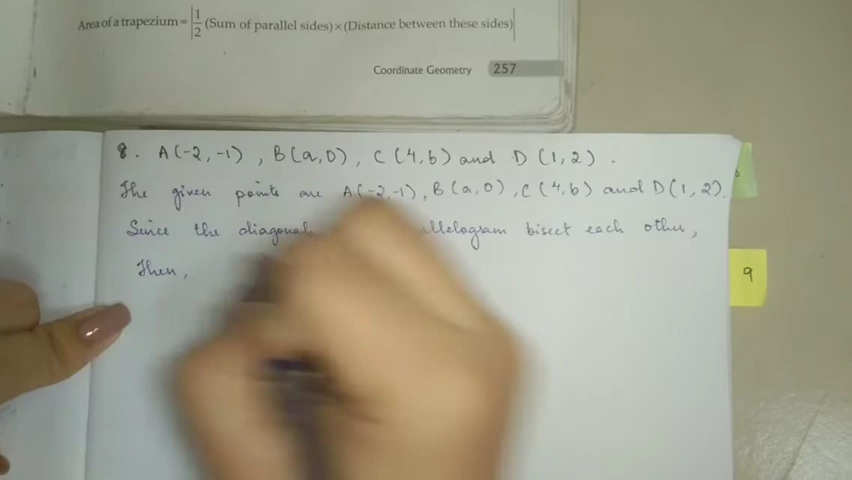 Area of a trapezium = |1/2 (Sum of parallel sides)×(Distance between these sides)|
Coordinate Geometry 257
8. A(-2,-1), B(a,0), C(4,b) and D(1,2).
The given points are A(-2,-1), B(a,0), C(4,b) and D(1,2).
Since the diagonal allelogram bisect each other,
Then,
9